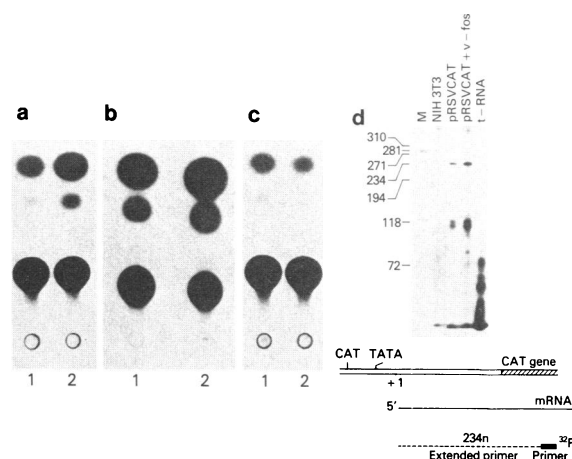 a b c d
M
NIH 3T3
pRSVCAT
pRSVCAT + v - fos
t - RNA
310
281
271
234
194
118
72
1 2 1 2 1 2
CAT TATA CAT gene
+ 1
5' mRNA
234n
32P
Extended primer Primer